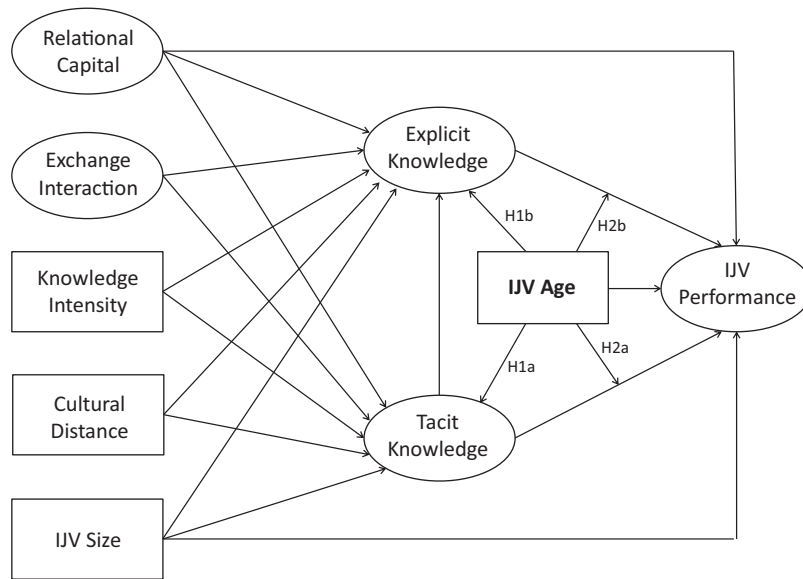 Relational
Capital
Exchange
Interaction
Knowledge
Intensity
Cultural
Distance
IJV Size
Explicit
Knowledge
Tacit
Knowledge
H1b
H2b
IJV Age
H1a
H2a
IJV
Performance